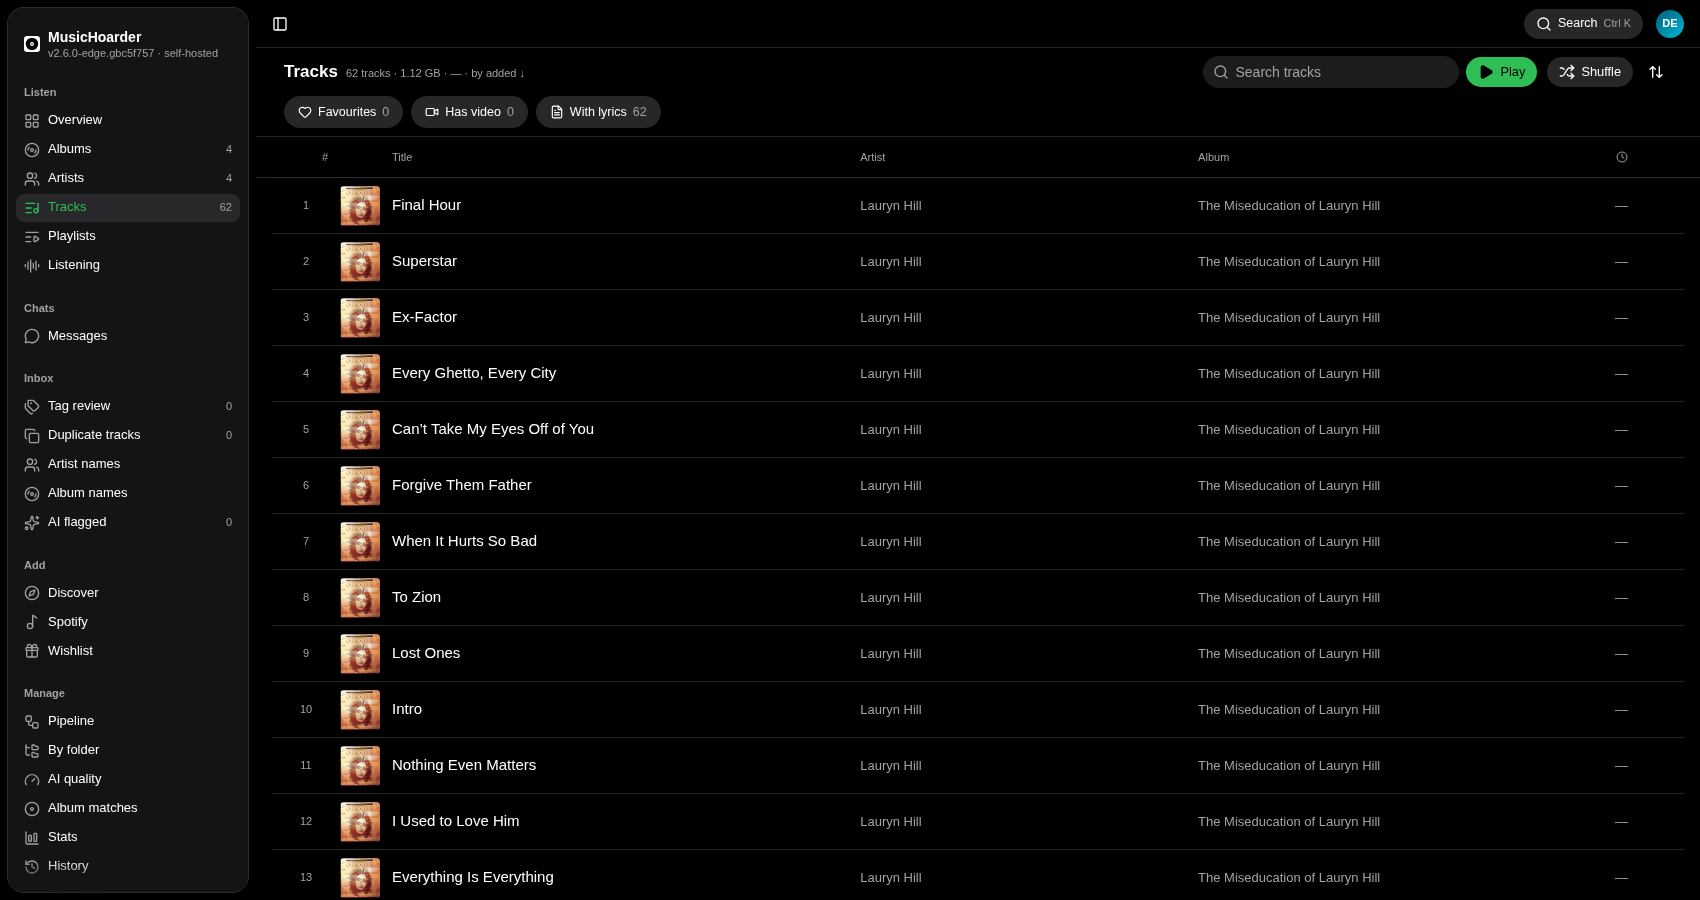 MusicHoarder
v2.6.0-edge.gbc5f757 · self-hosted
Listen
Overview
Albums 4
Artists 4
Tracks 62
Playlists
Listening
Chats
Messages
Inbox
Tag review 0
Duplicate tracks 0
Artist names
Album names
AI flagged 0
Add
Discover
Spotify
Wishlist
Manage
Pipeline
By folder
AI quality
Album matches
Stats
History
Search Ctrl K DE
Tracks 62 tracks · 1.12 GB · — · by added ↓
Search tracks Play Shuffle
Favourites 0 Has video 0 With lyrics 62
# Title Artist Album
1 Final Hour Lauryn Hill The Miseducation of Lauryn Hill —
2 Superstar Lauryn Hill The Miseducation of Lauryn Hill —
3 Ex-Factor Lauryn Hill The Miseducation of Lauryn Hill —
4 Every Ghetto, Every City Lauryn Hill The Miseducation of Lauryn Hill —
5 Can’t Take My Eyes Off of You Lauryn Hill The Miseducation of Lauryn Hill —
6 Forgive Them Father Lauryn Hill The Miseducation of Lauryn Hill —
7 When It Hurts So Bad Lauryn Hill The Miseducation of Lauryn Hill —
8 To Zion Lauryn Hill The Miseducation of Lauryn Hill —
9 Lost Ones Lauryn Hill The Miseducation of Lauryn Hill —
10 Intro Lauryn Hill The Miseducation of Lauryn Hill —
11 Nothing Even Matters Lauryn Hill The Miseducation of Lauryn Hill —
12 I Used to Love Him Lauryn Hill The Miseducation of Lauryn Hill —
13 Everything Is Everything Lauryn Hill The Miseducation of Lauryn Hill —